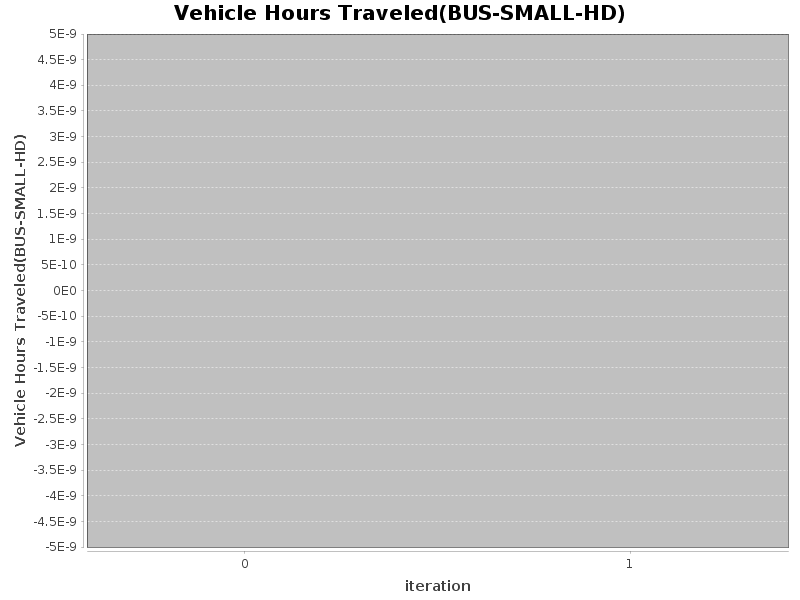 Vehicle Hours Traveled(BUS-SMALL-HD)
Vehicle Hours Traveled(BUS-SMALL-HD)
5E-9
4.5E-9
4E-9
3.5E-9
3E-9
2.5E-9
2E-9
1.5E-9
1E-9
5E-10
0E0
-5E-10
-1E-9
-1.5E-9
-2E-9
-2.5E-9
-3E-9
-3.5E-9
-4E-9
-4.5E-9
-5E-9
0 1
iteration